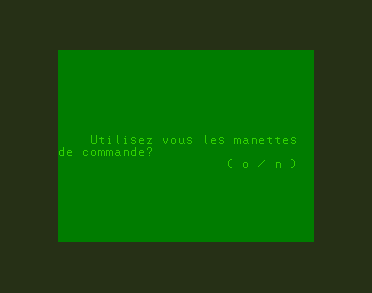 Utilisez vous les manettes
de commande?
( o / n )